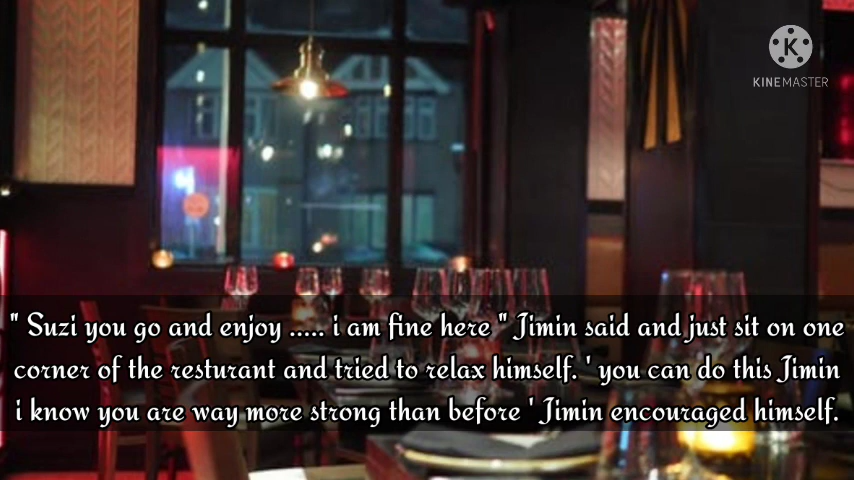 KINEMASTER
" Suzi you go and enjoy ..... i am fine here " Jimin said and just sit on one
corner of the resturant and tried to relax himself. ' you can do this Jimin
i know you are way more strong than before ' Jimin encouraged himself.